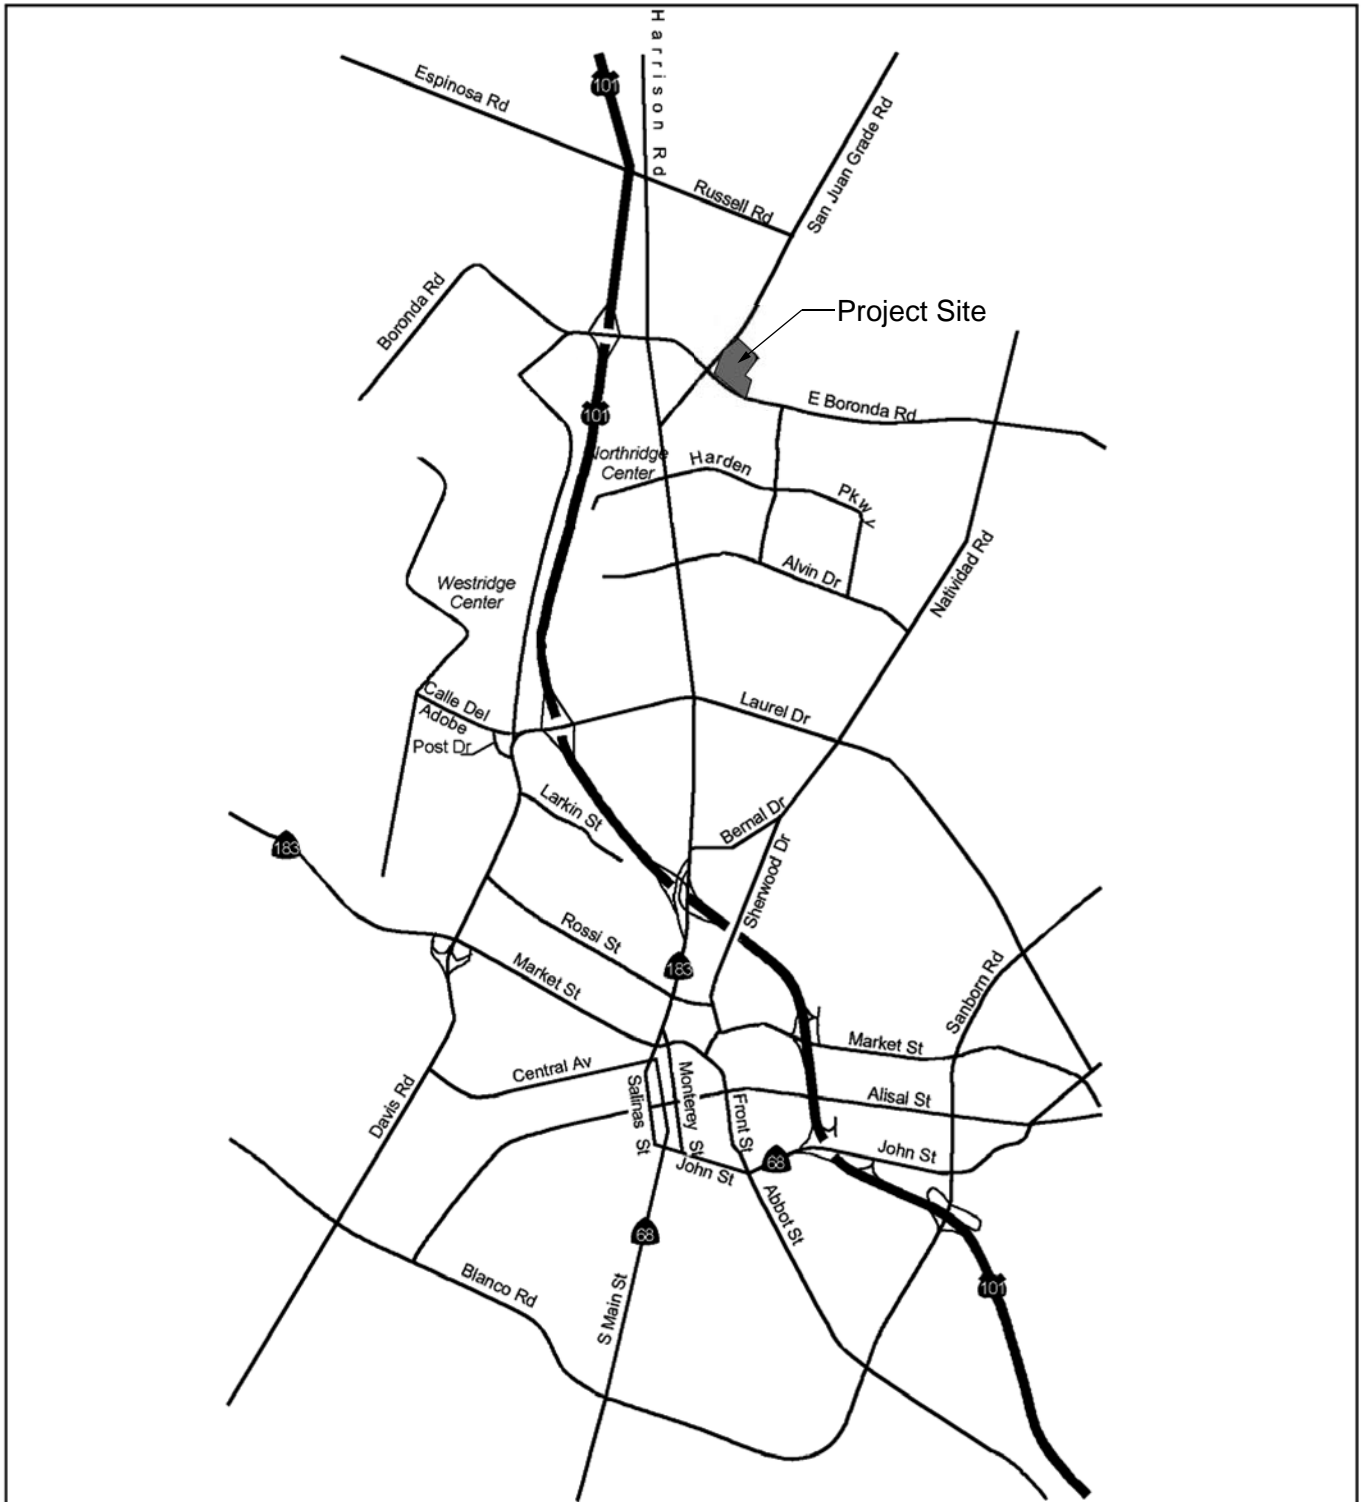 Harrison Rd
101
Espinosa Rd
San Juan Grade Rd
Russell Rd
Boronda Rd
Project Site
101
E Boronda Rd
Northridge
Center
Harden
Pkwy
Natividad Rd
Alvin Dr
Westridge
Center
Calle Del
Adobe
Post Dr
Laurel Dr
Larkin St
Bernal Dr
183
Sherwood Dr
Rossi St
183
Market St
Sanborn Rd
Market St
Central Av
Salinas St
Monterey St
Front St
Alisal St
Davis Rd
John St
John St
68
Abbot St
68
Blanco Rd
S Main St
101